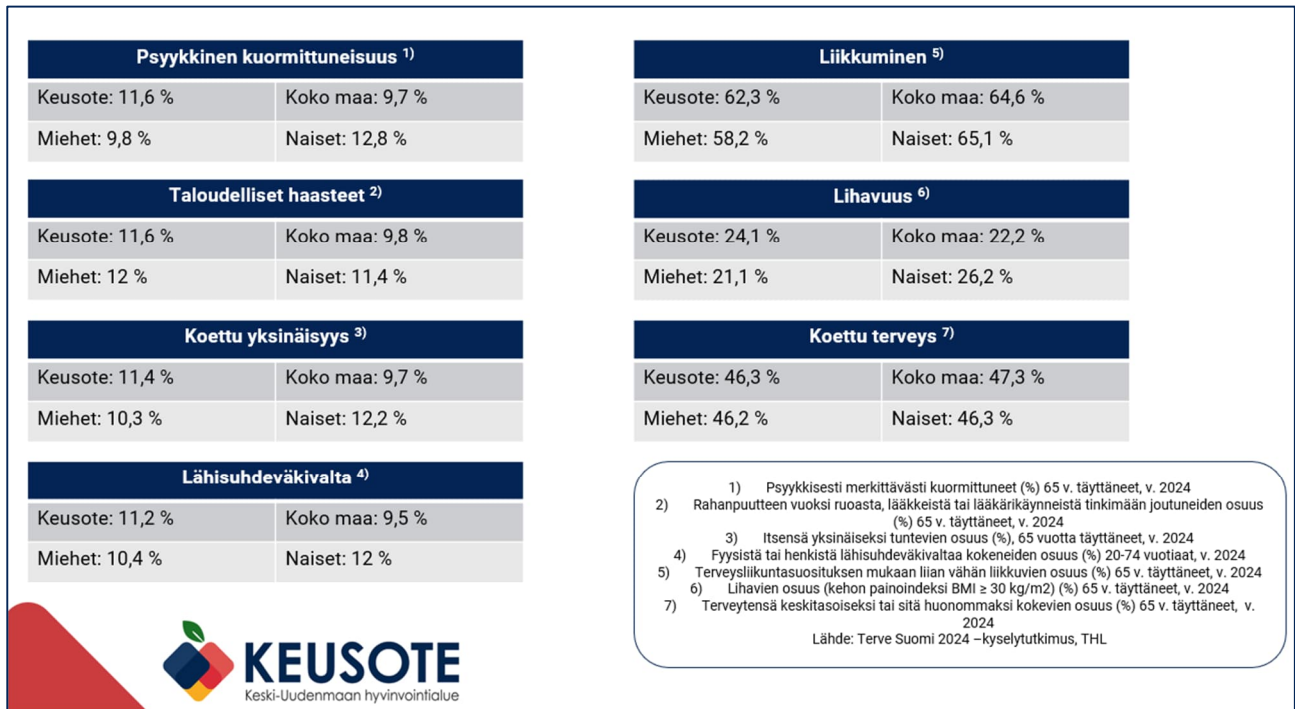 Psyykkinen kuormittuneisuus 1)
Keusote: 11,6 % Koko maa: 9,7 %
Miehet: 9,8 % Naiset: 12,8 %
Taloudelliset haasteet 2)
Keusote: 11,6 % Koko maa: 9,8 %
Miehet: 12 % Naiset: 11,4 %
Koettu yksinäisyys 3)
Keusote: 11,4 % Koko maa: 9,7 %
Miehet: 10,3 % Naiset: 12,2 %
Lähisuhdeväkivalta 4)
Keusote: 11,2 % Koko maa: 9,5 %
Miehet: 10,4 % Naiset: 12 %
Liikkuminen 5)
Keusote: 62,3 % Koko maa: 64,6 %
Miehet: 58,2 % Naiset: 65,1 %
Lihavuus 6)
Keusote: 24,1 % Koko maa: 22,2 %
Miehet: 21,1 % Naiset: 26,2 %
Koettu terveys 7)
Keusote: 46,3 % Koko maa: 47,3 %
Miehet: 46,2 % Naiset: 46,3 %
1) Psyykkisesti merkittävästi kuormittuneet (%) 65 v. täyttäneet, v. 2024
2) Rahanpuutteen vuoksi ruoasta, lääkkeistä tai lääkärikäynneistä tinkimään joutuneiden osuus
(%) 65 v. täyttäneet, v. 2024
3) Itsensä yksinäiseksi tuntevien osuus (%), 65 vuotta täyttäneet, v. 2024
4) Fyysistä tai henkistä lähisuhdeväkivaltaa kokeneiden osuus (%) 20-74 vuotiaat, v. 2024
5) Terveysliikuntasuosituksen mukaan liian vähän liikkuvien osuus (%) 65 v. täyttäneet, v. 2024
6) Lihavien osuus (kehon painoindeksi BMI ≥ 30 kg/m2) (%) 65 v. täyttäneet, v. 2024
7) Terveytensä keskitasoiseksi tai sitä huonommaksi kokevien osuus (%) 65 v. täyttäneet, v.
2024
Lähde: Terve Suomi 2024 –kyselytutkimus, THL
KEUSOTE
Keski-Uudenmaan hyvinvointialue